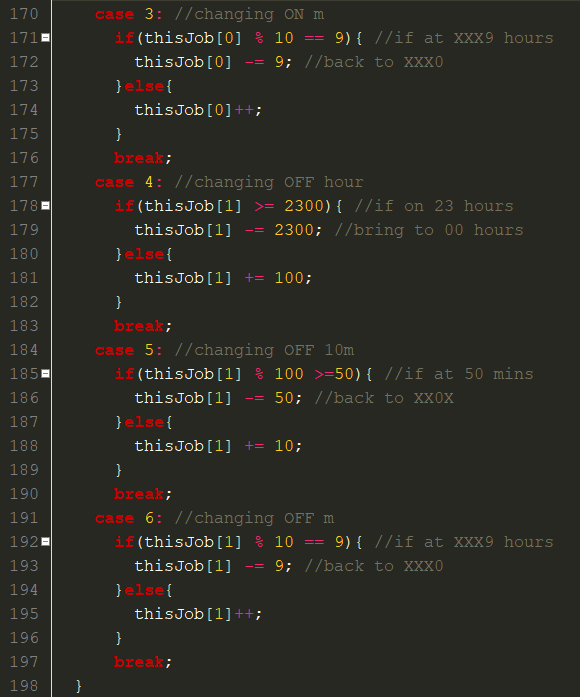 170 case 3: //changing ON m
171 if(thisJob[0] % 10 == 9){ //if at XXX9 hours
172 thisJob[0] -= 9; //back to XXX0
173 }else{
174 thisJob[0]++;
175 }
176 break;
177 case 4: //changing OFF hour
178 if(thisJob[1] >= 2300){ //if on 23 hours
179 thisJob[1] -= 2300; //bring to 00 hours
180 }else{
181 thisJob[1] += 100;
182 }
183 break;
184 case 5: //changing OFF 10m
185 if(thisJob[1] % 100 >=50){ //if at 50 mins
186 thisJob[1] -= 50; //back to XX0X
187 }else{
188 thisJob[1] += 10;
189 }
190 break;
191 case 6: //changing OFF m
192 if(thisJob[1] % 10 == 9){ //if at XXX9 hours
193 thisJob[1] -= 9; //back to XXX0
194 }else{
195 thisJob[1]++;
196 }
197 break;
198 }